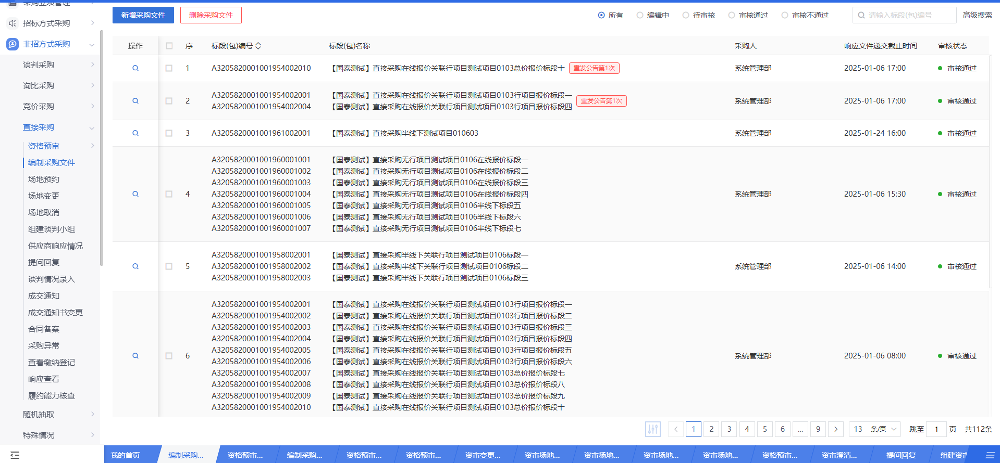 采购立项管理
招标方式采购
非招方式采购
谈判采购
询比采购
竞价采购
直接采购
资格预审
编制采购文件
场地预约
场地变更
场地取消
组建谈判小组
供应商响应情况
提问回复
谈判情况录入
成交通知
成交通知书变更
合同备案
采购异常
查看缴纳登记
响应查看
履约能力核查
随机抽取
特殊情况
新增采购文件 删除采购文件 所有 编辑中 待审核 审核通过 审核不通过 请输入标段(包)编号 高级搜索
操作 序 标段(包)编号 标段(包)名称 采购人 响应文件递交截止时间 审核状态
1 A3205820001001954002010 【国泰测试】直接采购在线报价关联行项目测试项目0103总价报价标段十 重发公告第1次 系统管理部 2025-01-06 17:00 审核通过
A3205820001001954002001 【国泰测试】直接采购在线报价关联行项目测试项目0103行项目报价标段一
2 重发公告第1次 系统管理部 2025-01-06 17:00 审核通过
A3205820001001954002004 【国泰测试】直接采购在线报价关联行项目测试项目0103行项目报价标段四
3 A3205820001001961002001 【国泰测试】直接采购半线下测试项目010603 系统管理部 2025-01-24 16:00 审核通过
A3205820001001960001001 【国泰测试】直接采购无行项目测试项目0106在线报价标段一
A3205820001001960001002 【国泰测试】直接采购无行项目测试项目0106在线报价标段二
A3205820001001960001003 【国泰测试】直接采购无行项目测试项目0106在线报价标段三
4 A3205820001001960001004 【国泰测试】直接采购无行项目测试项目0106在线报价标段四 系统管理部 2025-01-06 15:30 审核通过
A3205820001001960001005 【国泰测试】直接采购无行项目测试项目0106半线下标段五
A3205820001001960001006 【国泰测试】直接采购无行项目测试项目0106半线下标段六
A3205820001001960001007 【国泰测试】直接采购无行项目测试项目0106半线下标段七
A3205820001001958002001 【国泰测试】直接采购半线下关联行项目测试项目0106标段一
5 A3205820001001958002002 【国泰测试】直接采购半线下关联行项目测试项目0106标段二 系统管理部 2025-01-06 14:00 审核通过
A3205820001001958002003 【国泰测试】直接采购半线下关联行项目测试项目0106标段三
A3205820001001954002001 【国泰测试】直接采购在线报价关联行项目测试项目0103行项目报价标段一
A3205820001001954002002 【国泰测试】直接采购在线报价关联行项目测试项目0103行项目报价标段二
A3205820001001954002003 【国泰测试】直接采购在线报价关联行项目测试项目0103行项目报价标段三
A3205820001001954002004 【国泰测试】直接采购在线报价关联行项目测试项目0103行项目报价标段四
A3205820001001954002005 【国泰测试】直接采购在线报价关联行项目测试项目0103行项目报价标段五
6 系统管理部 2025-01-06 08:00 审核通过
A3205820001001954002006 【国泰测试】直接采购在线报价关联行项目测试项目0103行项目报价标段六
A3205820001001954002007 【国泰测试】直接采购在线报价关联行项目测试项目0103总价报价标段七
A3205820001001954002008 【国泰测试】直接采购在线报价关联行项目测试项目0103总价报价标段八
A3205820001001954002009 【国泰测试】直接采购在线报价关联行项目测试项目0103总价报价标段九
A3205820001001954002010 【国泰测试】直接采购在线报价关联行项目测试项目0103总价报价标段十
1 2 3 4 5 6 ... 9 13 条/页 跳至 1 页 共112条
我的首页 编制采购... 资格预审... 编制采购... 资格预审... 资格预审... 资审变更... 资审场地... 资审场地... 资审场地... 资审场地... 资格预审... 资审澄清... 提问回复 组建资审